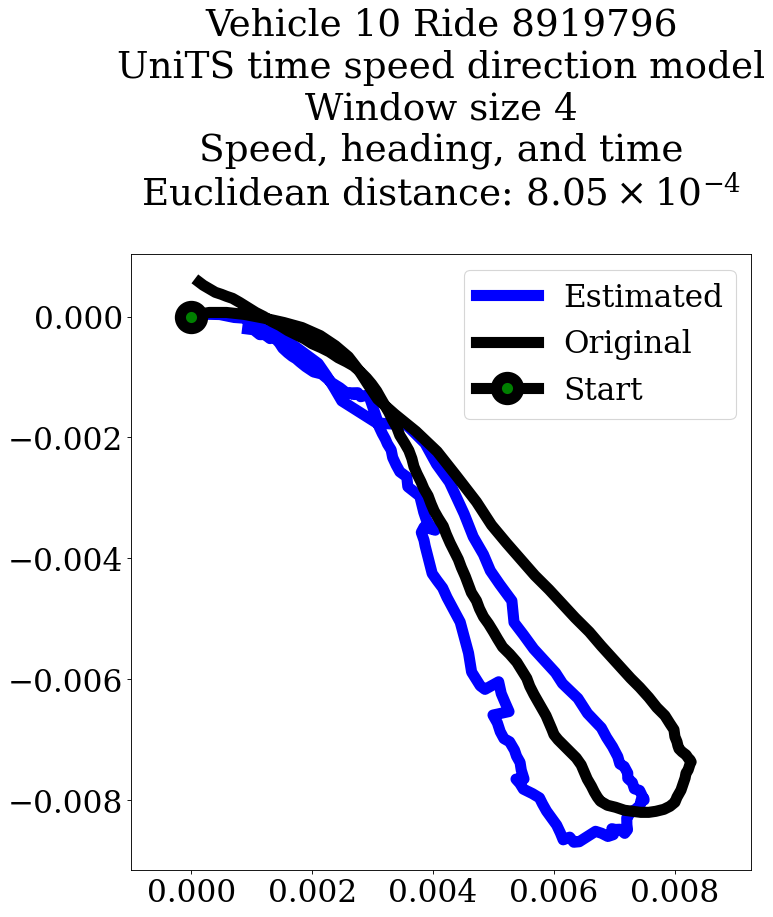 Vehicle 10 Ride 8919796
UniTS time speed direction model
Window size 4
Speed, heading, and time
Euclidean distance: 8.05 × 10⁻⁴
Estimated
Original
Start
0.000
−0.002
−0.004
−0.006
−0.008
0.000 0.002 0.004 0.006 0.008